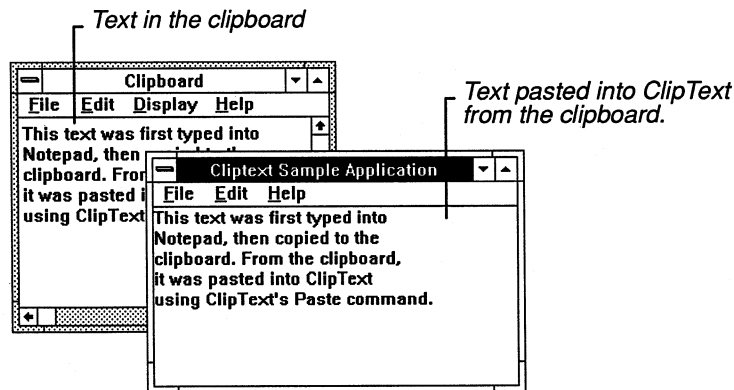 Text in the clipboard
Clipboard
File Edit Display Help
This text was first typed into
Notepad, then
clipboard. From
it was pasted i
using ClipText
Text pasted into ClipText
from the clipboard.
Cliptext Sample Application
File Edit Help
This text was first typed into
Notepad, then copied to the
clipboard. From the clipboard,
it was pasted into ClipText
using ClipText's Paste command.